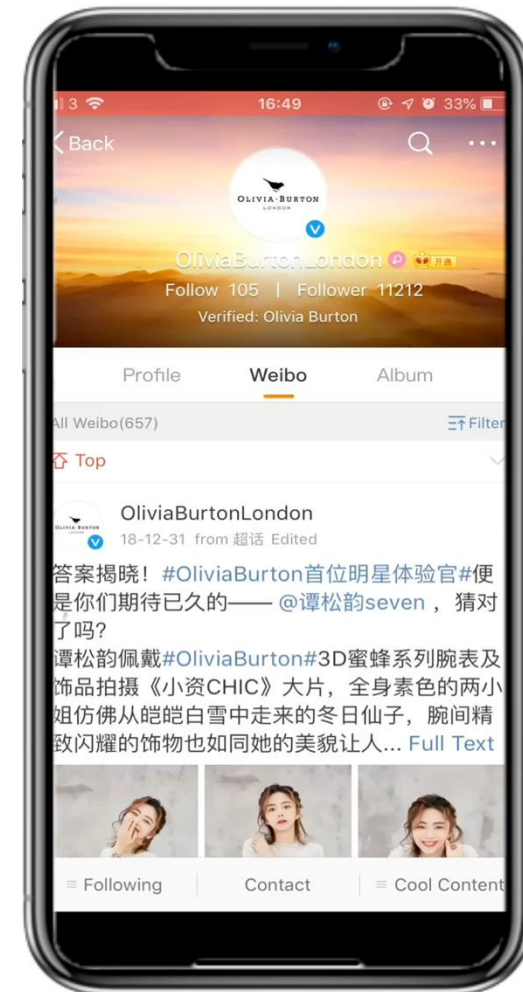 3 16:49 33%
Back
OLIVIA·BURTON
LONDON
OliviaBurtonLondon 开通
Follow 105 | Follower 11212
Verified: Olivia Burton
Profile Weibo Album
All Weibo(657) Filter
Top
OliviaBurtonLondon
OLIVIA·BURTON
18-12-31 from 超话 Edited
答案揭晓！#OliviaBurton首位明星体验官#便
是你们期待已久的—— @谭松韵seven ，猜对
了吗?
谭松韵佩戴#OliviaBurton#3D蜜蜂系列腕表及
饰品拍摄《小资CHIC》大片，全身素色的两小
姐仿佛从皑皑白雪中走来的冬日仙子，腕间精
致闪耀的饰物也如同她的美貌让人... Full Text
Following Contact Cool Content